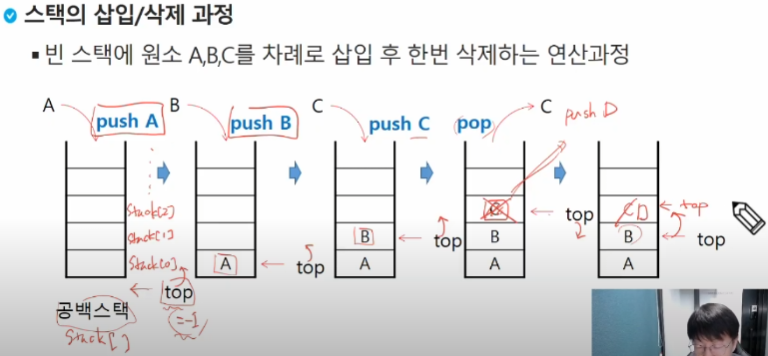 스택의 삽입/삭제 과정
빈 스택에 원소 A,B,C를 차례로 삽입 후 한번 삭제하는 연산과정
A push A B push B C push C pop C push D
stack[2] C top CD top
stack[1] B top B B top
stack[0] A top A A A
top
공백스택 =-1
stack[]